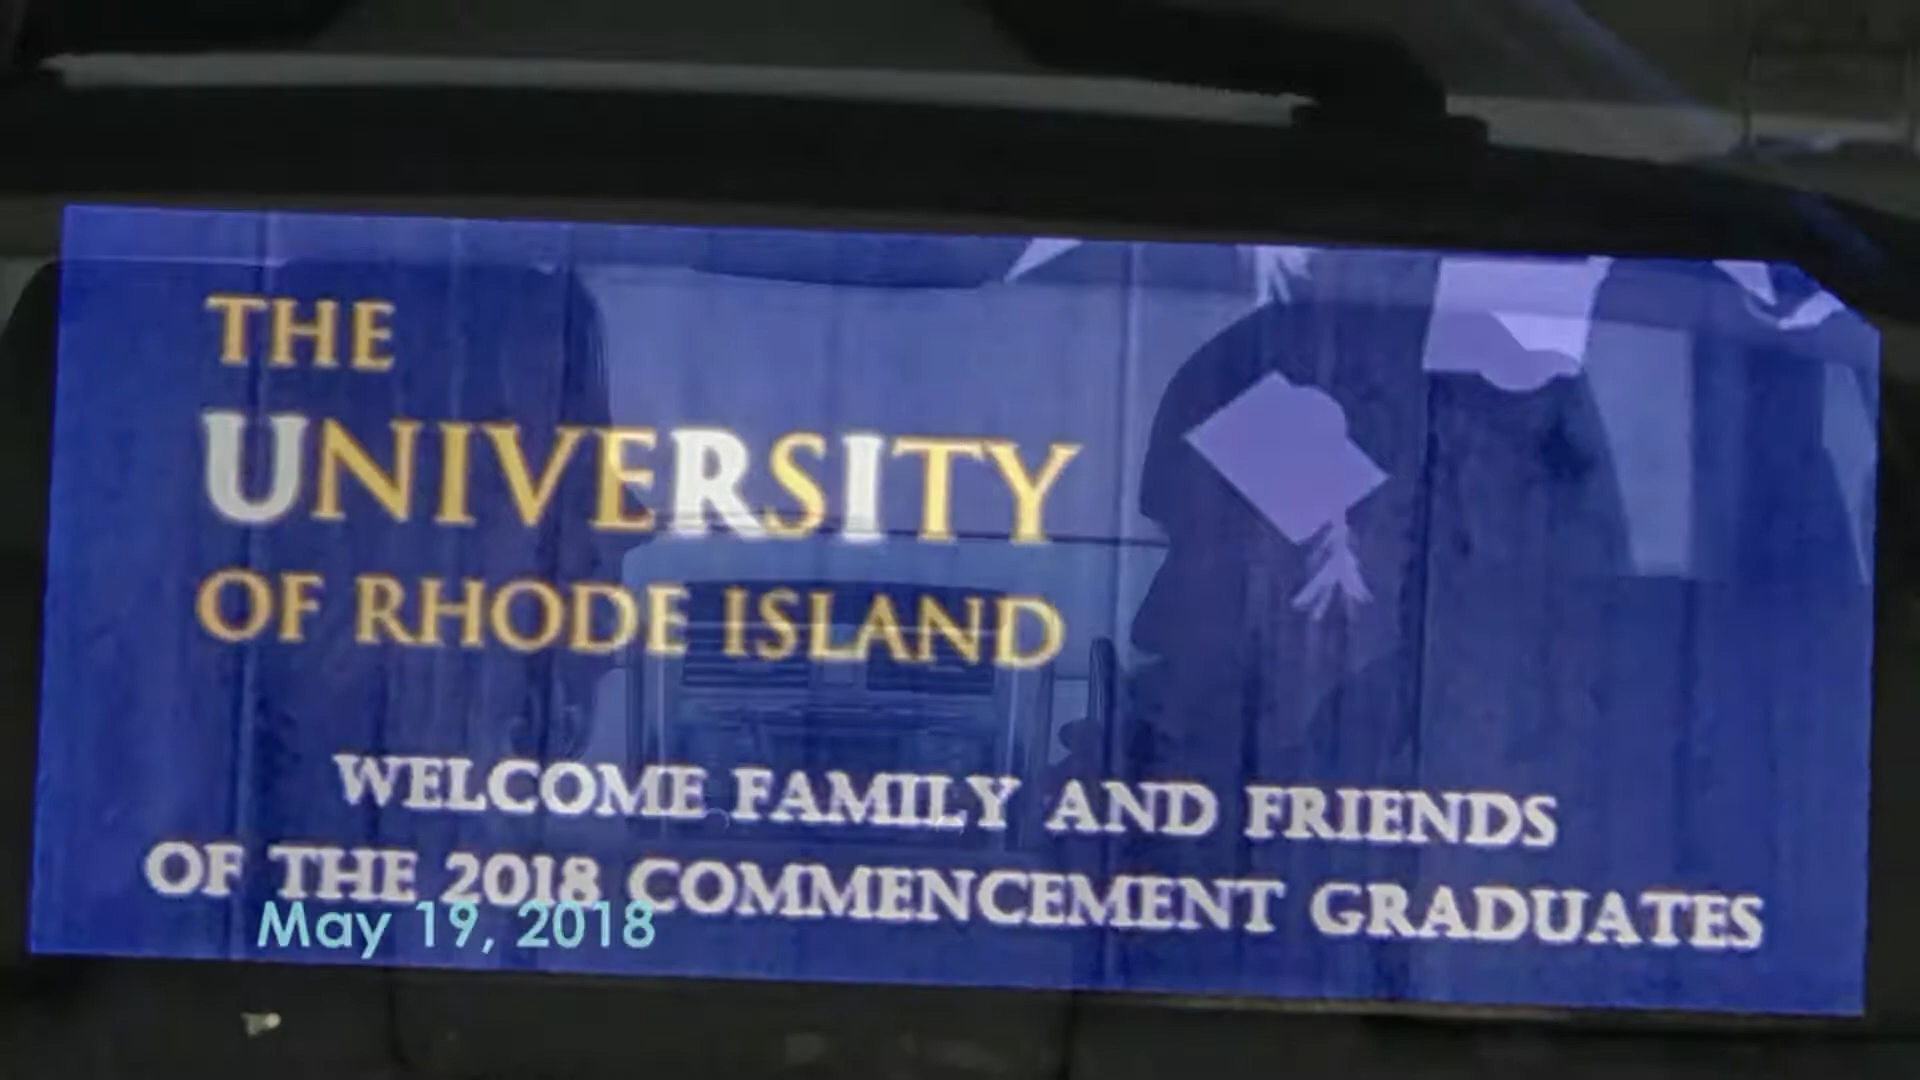 THE
UNIVERSITY
OF RHODE ISLAND
WELCOME FAMILY AND FRIENDS
OF THE 2018 COMMENCEMENT GRADUATES
May 19, 2018